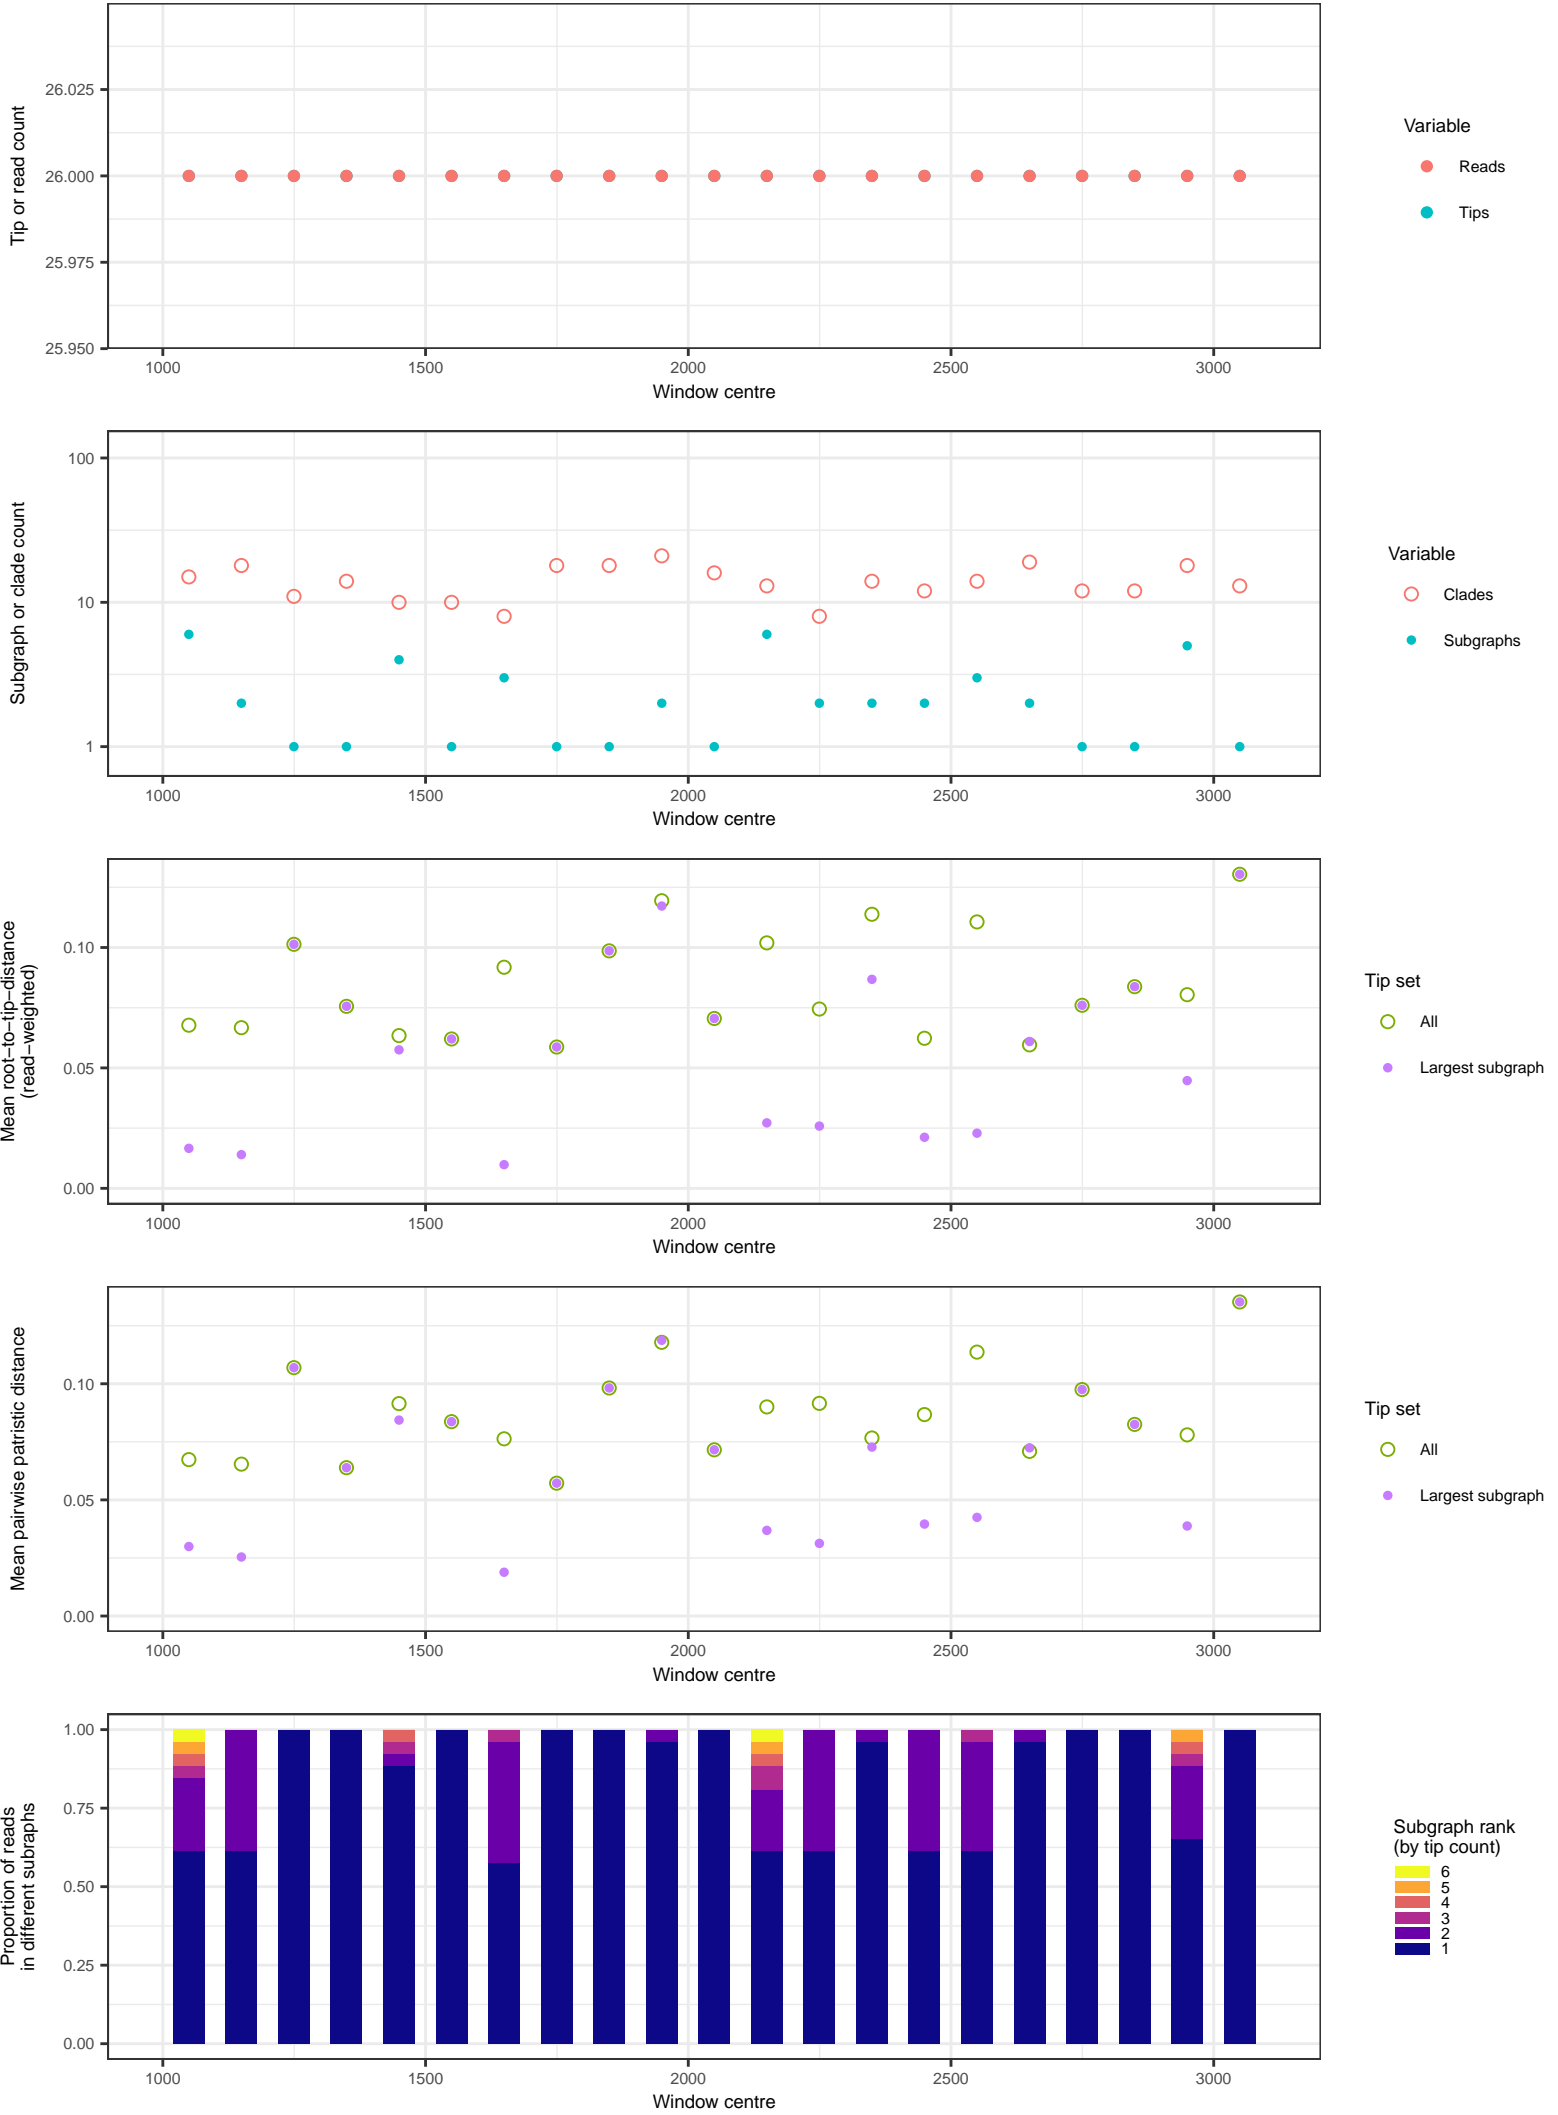 Tip or read count
26.025
26.000
25.975
25.950
1000 1500 2000 2500 3000
Window centre
Variable
Reads
Tips
Subgraph or clade count
100
10
1
1000 1500 2000 2500 3000
Window centre
Variable
Clades
Subgraphs
Mean root−to−tip−distance
(read−weighted)
0.10
0.05
0.00
1000 1500 2000 2500 3000
Window centre
Tip set
All
Largest subgraph
Mean pairwise patristic distance
0.10
0.05
0.00
1000 1500 2000 2500 3000
Window centre
Tip set
All
Largest subgraph
Proportion of reads
in different subraphs
1.00
0.75
0.50
0.25
0.00
1000 1500 2000 2500 3000
Window centre
Subgraph rank
(by tip count)
6
5
4
3
2
1